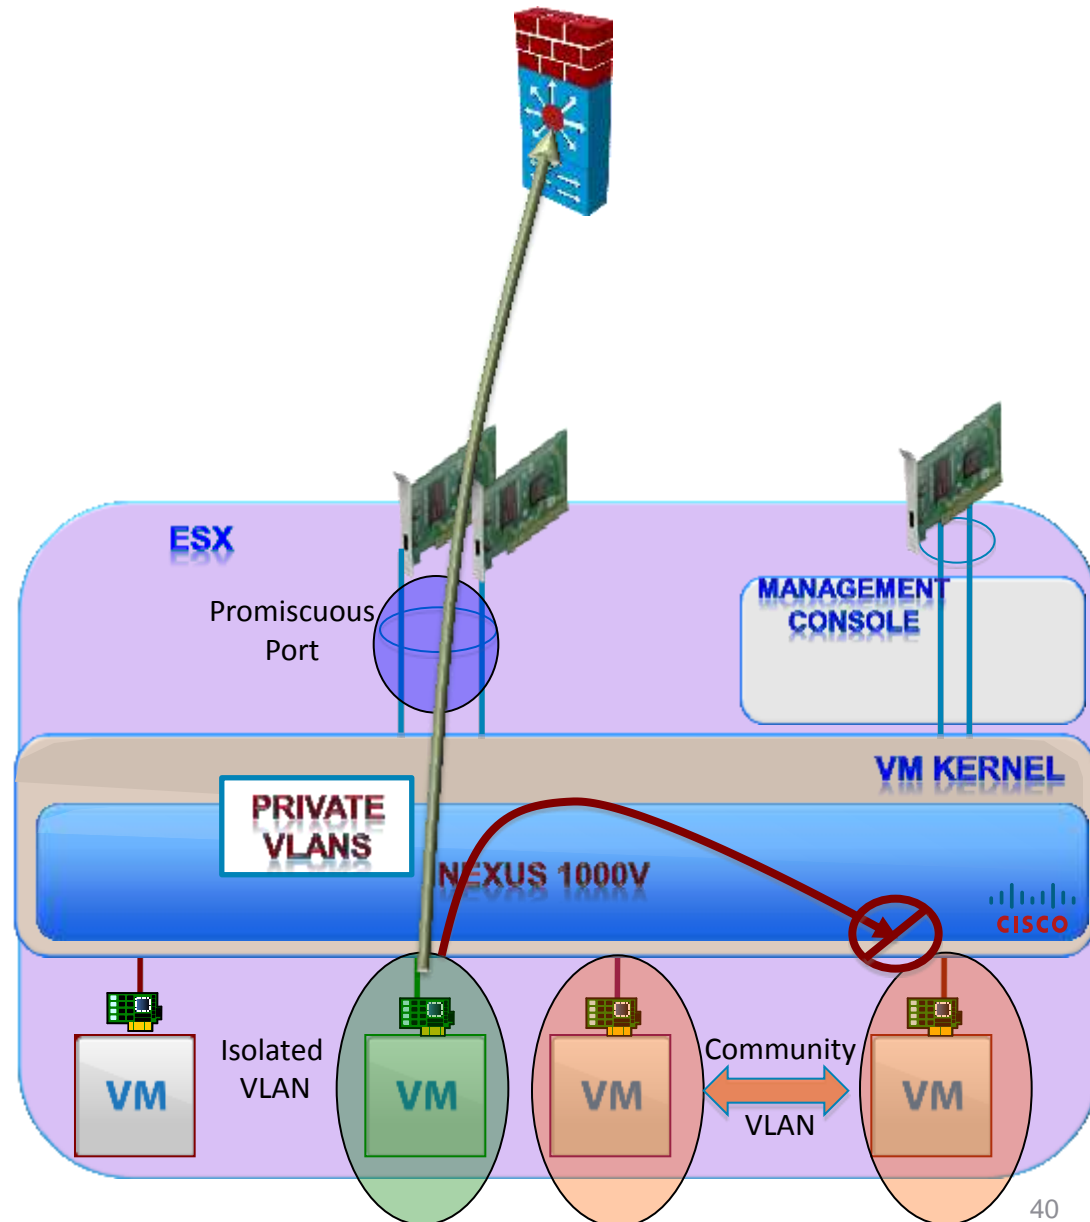 ESX
Promiscuous
Port
MANAGEMENT
CONSOLE
VM KERNEL
PRIVATE
VLANS
NEXUS 1000V
CISCO
Isolated
VLAN
Community
VLAN
VM
VM
VM
VM
40